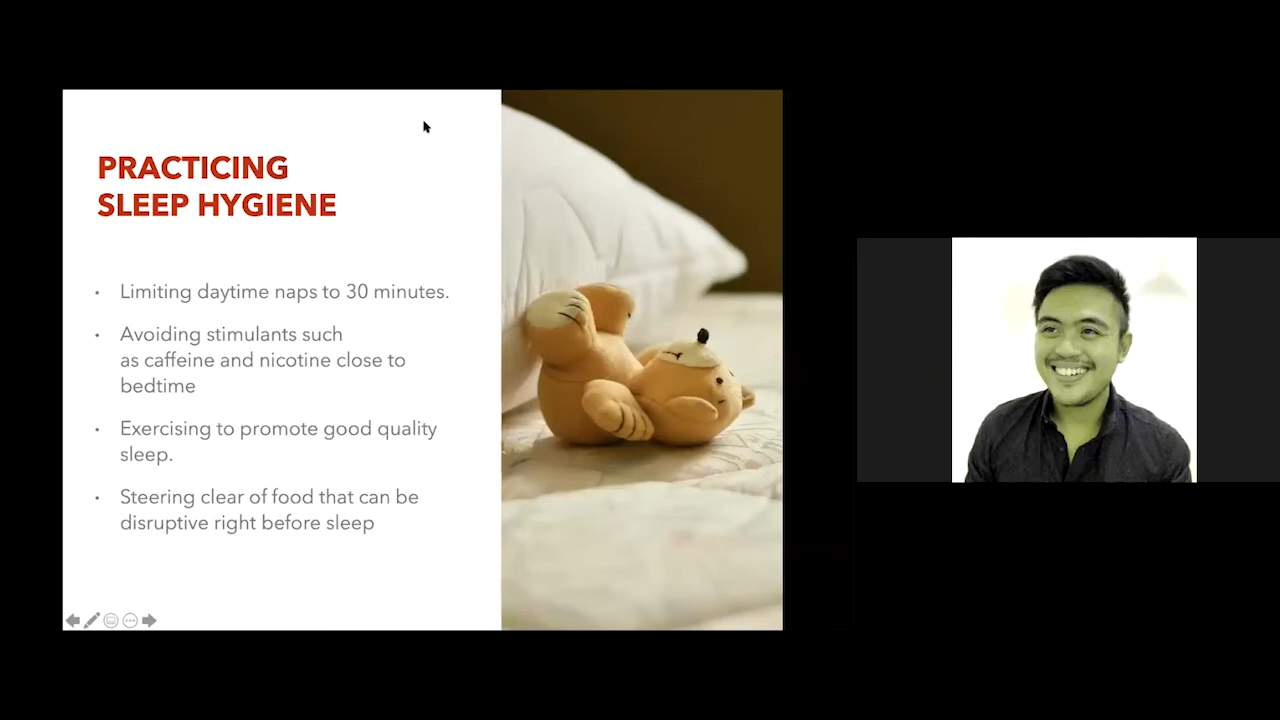 PRACTICING
SLEEP HYGIENE
• Limiting daytime naps to 30 minutes.
• Avoiding stimulants such
as caffeine and nicotine close to
bedtime
• Exercising to promote good quality
sleep.
• Steering clear of food that can be
disruptive right before sleep